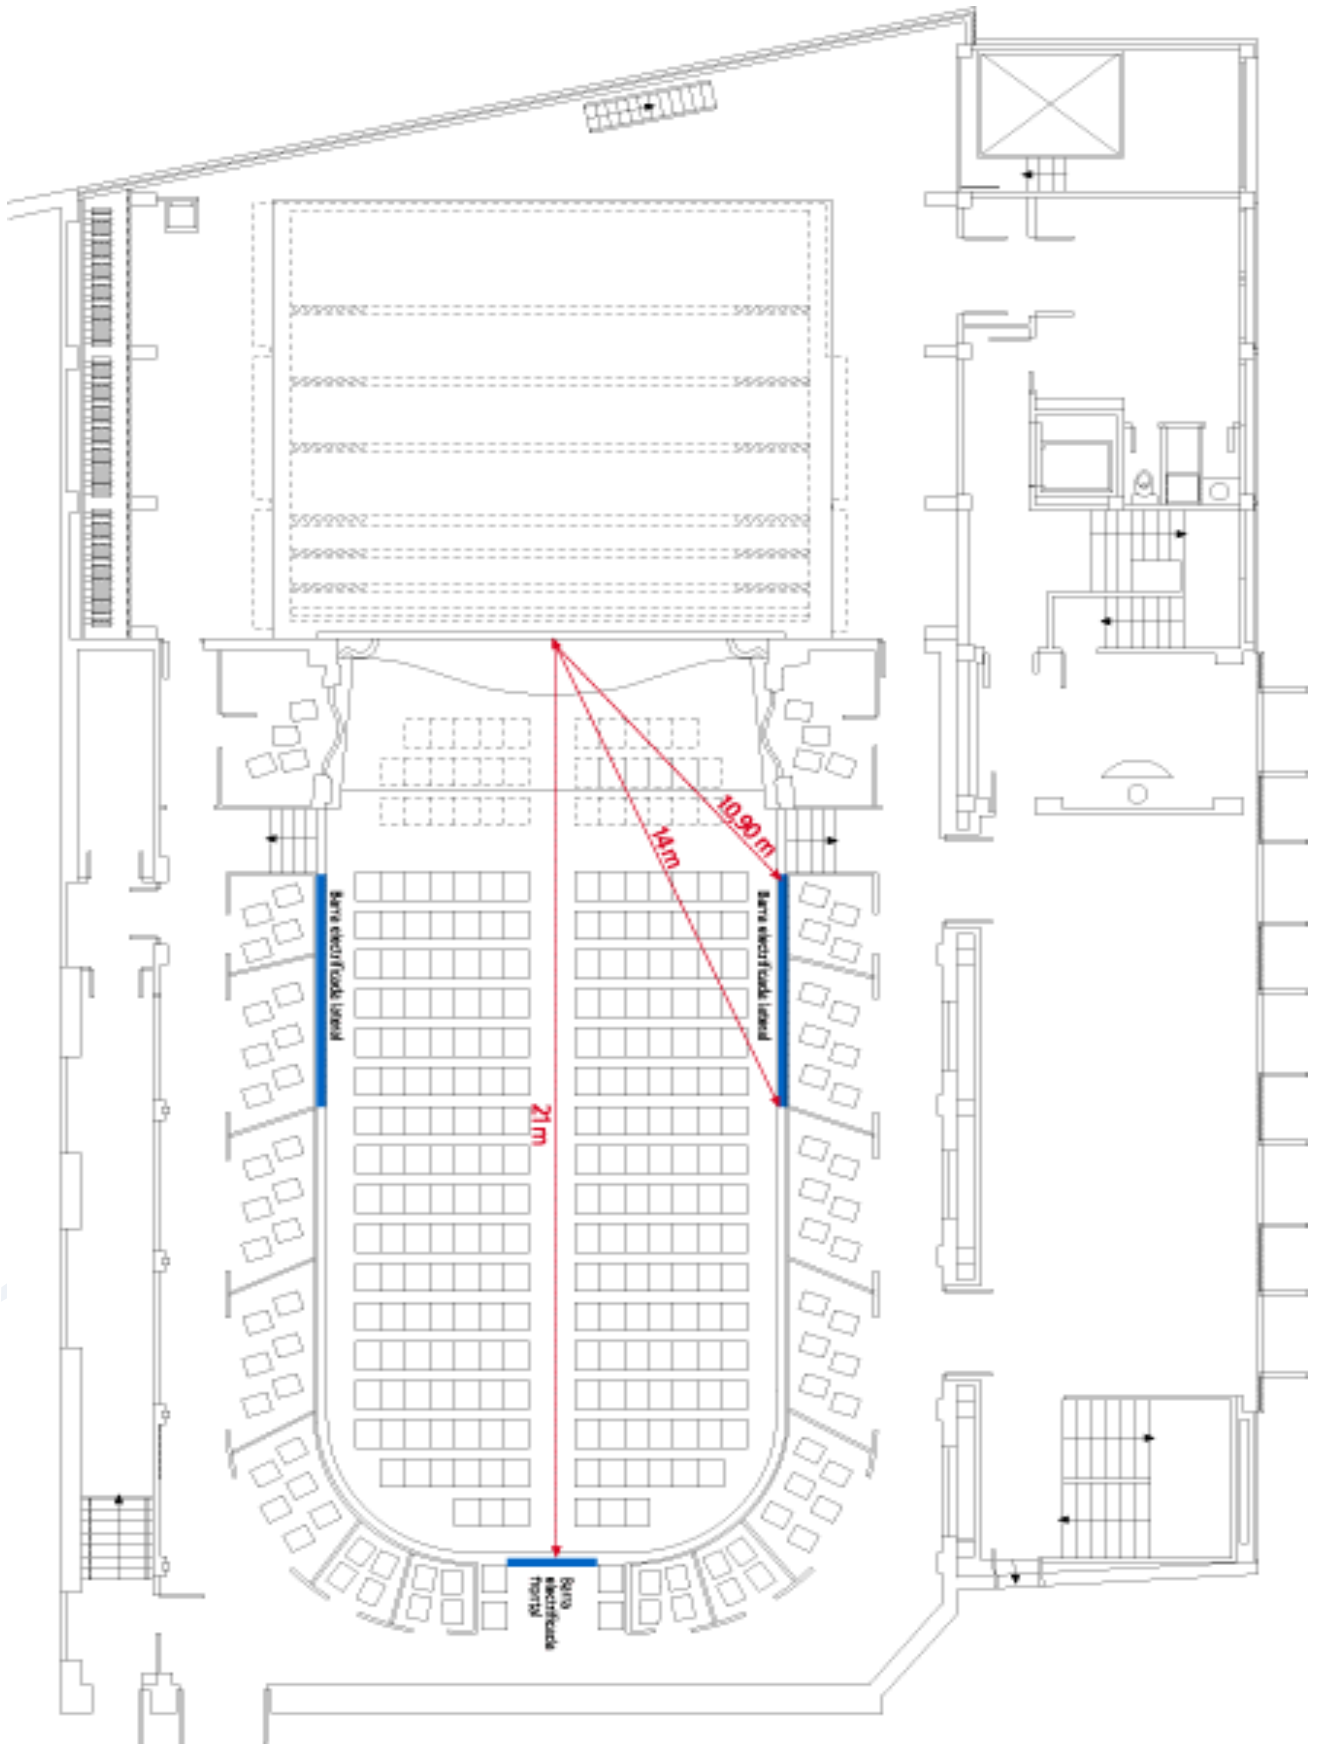 10,90 m
14 m
Barra electrificada lateral
Barra electrificada lateral
21 m
Barra
electrificada
frontal